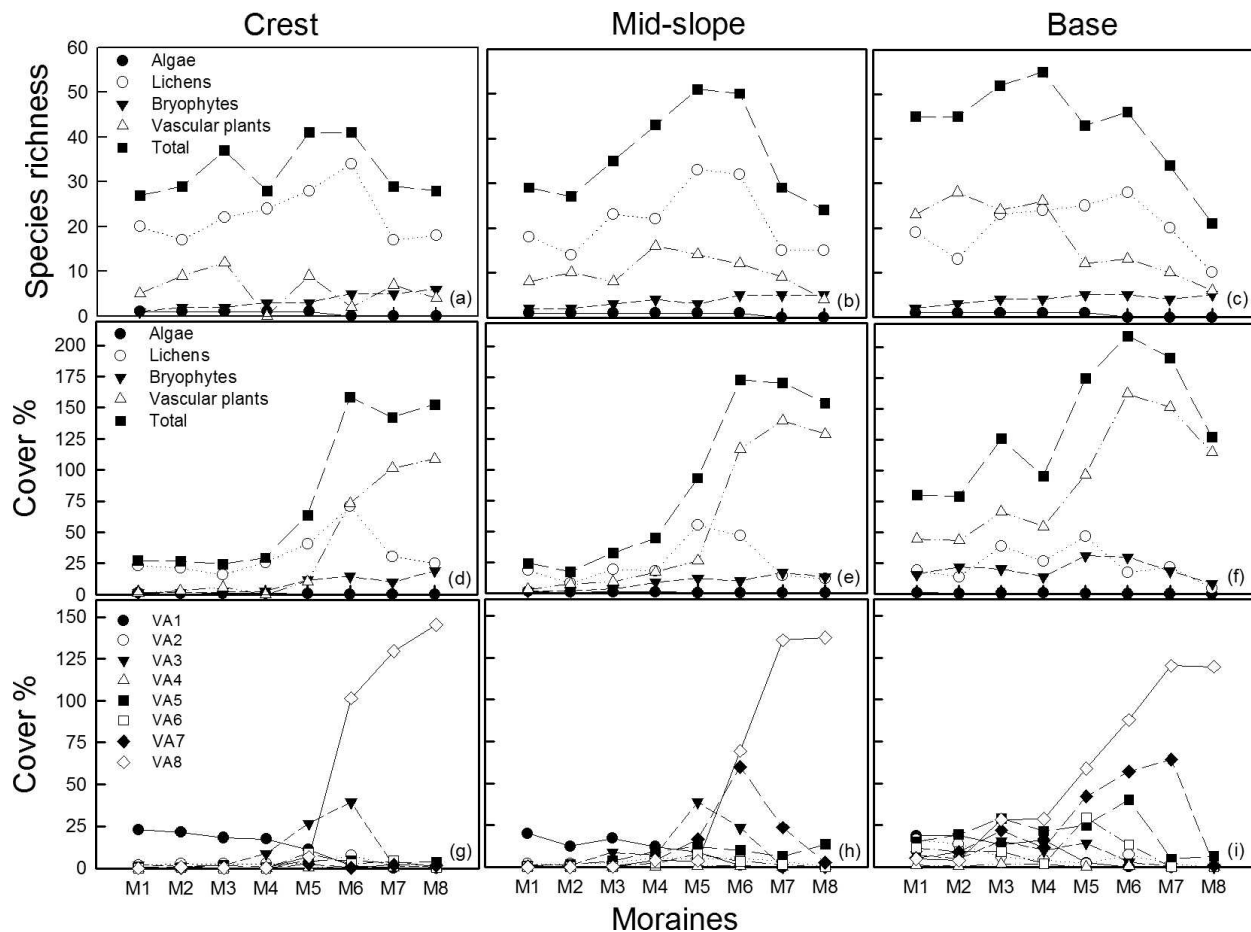 Crest Mid-slope Base
Species richness
60
50
40
30
20
10
0
Algae
Lichens
Bryophytes
Vascular plants
Total
(a) (b) (c)
Cover %
200
175
150
125
100
75
50
25
0
Algae
Lichens
Bryophytes
Vascular plants
Total
(d) (e) (f)
Cover %
150
125
100
75
50
25
0
VA1
VA2
VA3
VA4
VA5
VA6
VA7
VA8
(g) (h) (i)
M1 M2 M3 M4 M5 M6 M7 M8 M1 M2 M3 M4 M5 M6 M7 M8 M1 M2 M3 M4 M5 M6 M7 M8
Moraines